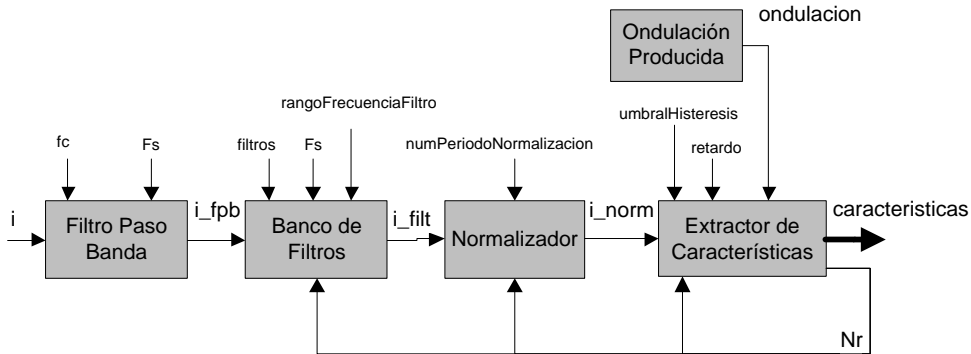 ondulacion
Ondulación
Producida
rangoFrecuenciaFiltro
umbralHisteresis
fc
Fs
filtros
Fs
numPeriodoNormalizacion
retardo
i
Filtro Paso
Banda
i_fpb
Banco de
Filtros
i_filt
Normalizador
i_norm
Extractor de
Características
caracteristicas
Nr